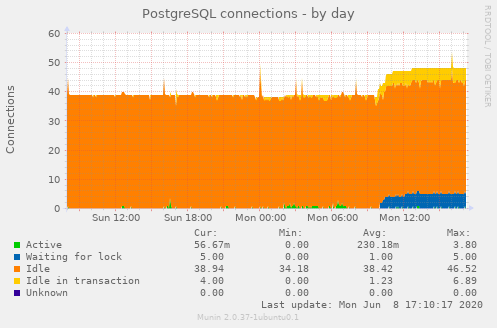 PostgreSQL connections - by day
RRDTOOL / TOBI OETIKER
Connections
60
50
40
30
20
10
0
Sun 12:00 Sun 18:00 Mon 00:00 Mon 06:00 Mon 12:00
Cur: Min: Avg: Max:
Active 56.67m 0.00 230.18m 3.80
Waiting for lock 5.00 0.00 1.00 5.00
Idle 38.94 34.18 38.42 46.52
Idle in transaction 4.00 0.00 1.23 6.89
Unknown 0.00 0.00 0.00 0.00
Last update: Mon Jun 8 17:10:17 2020
Munin 2.0.37-1ubuntu0.1